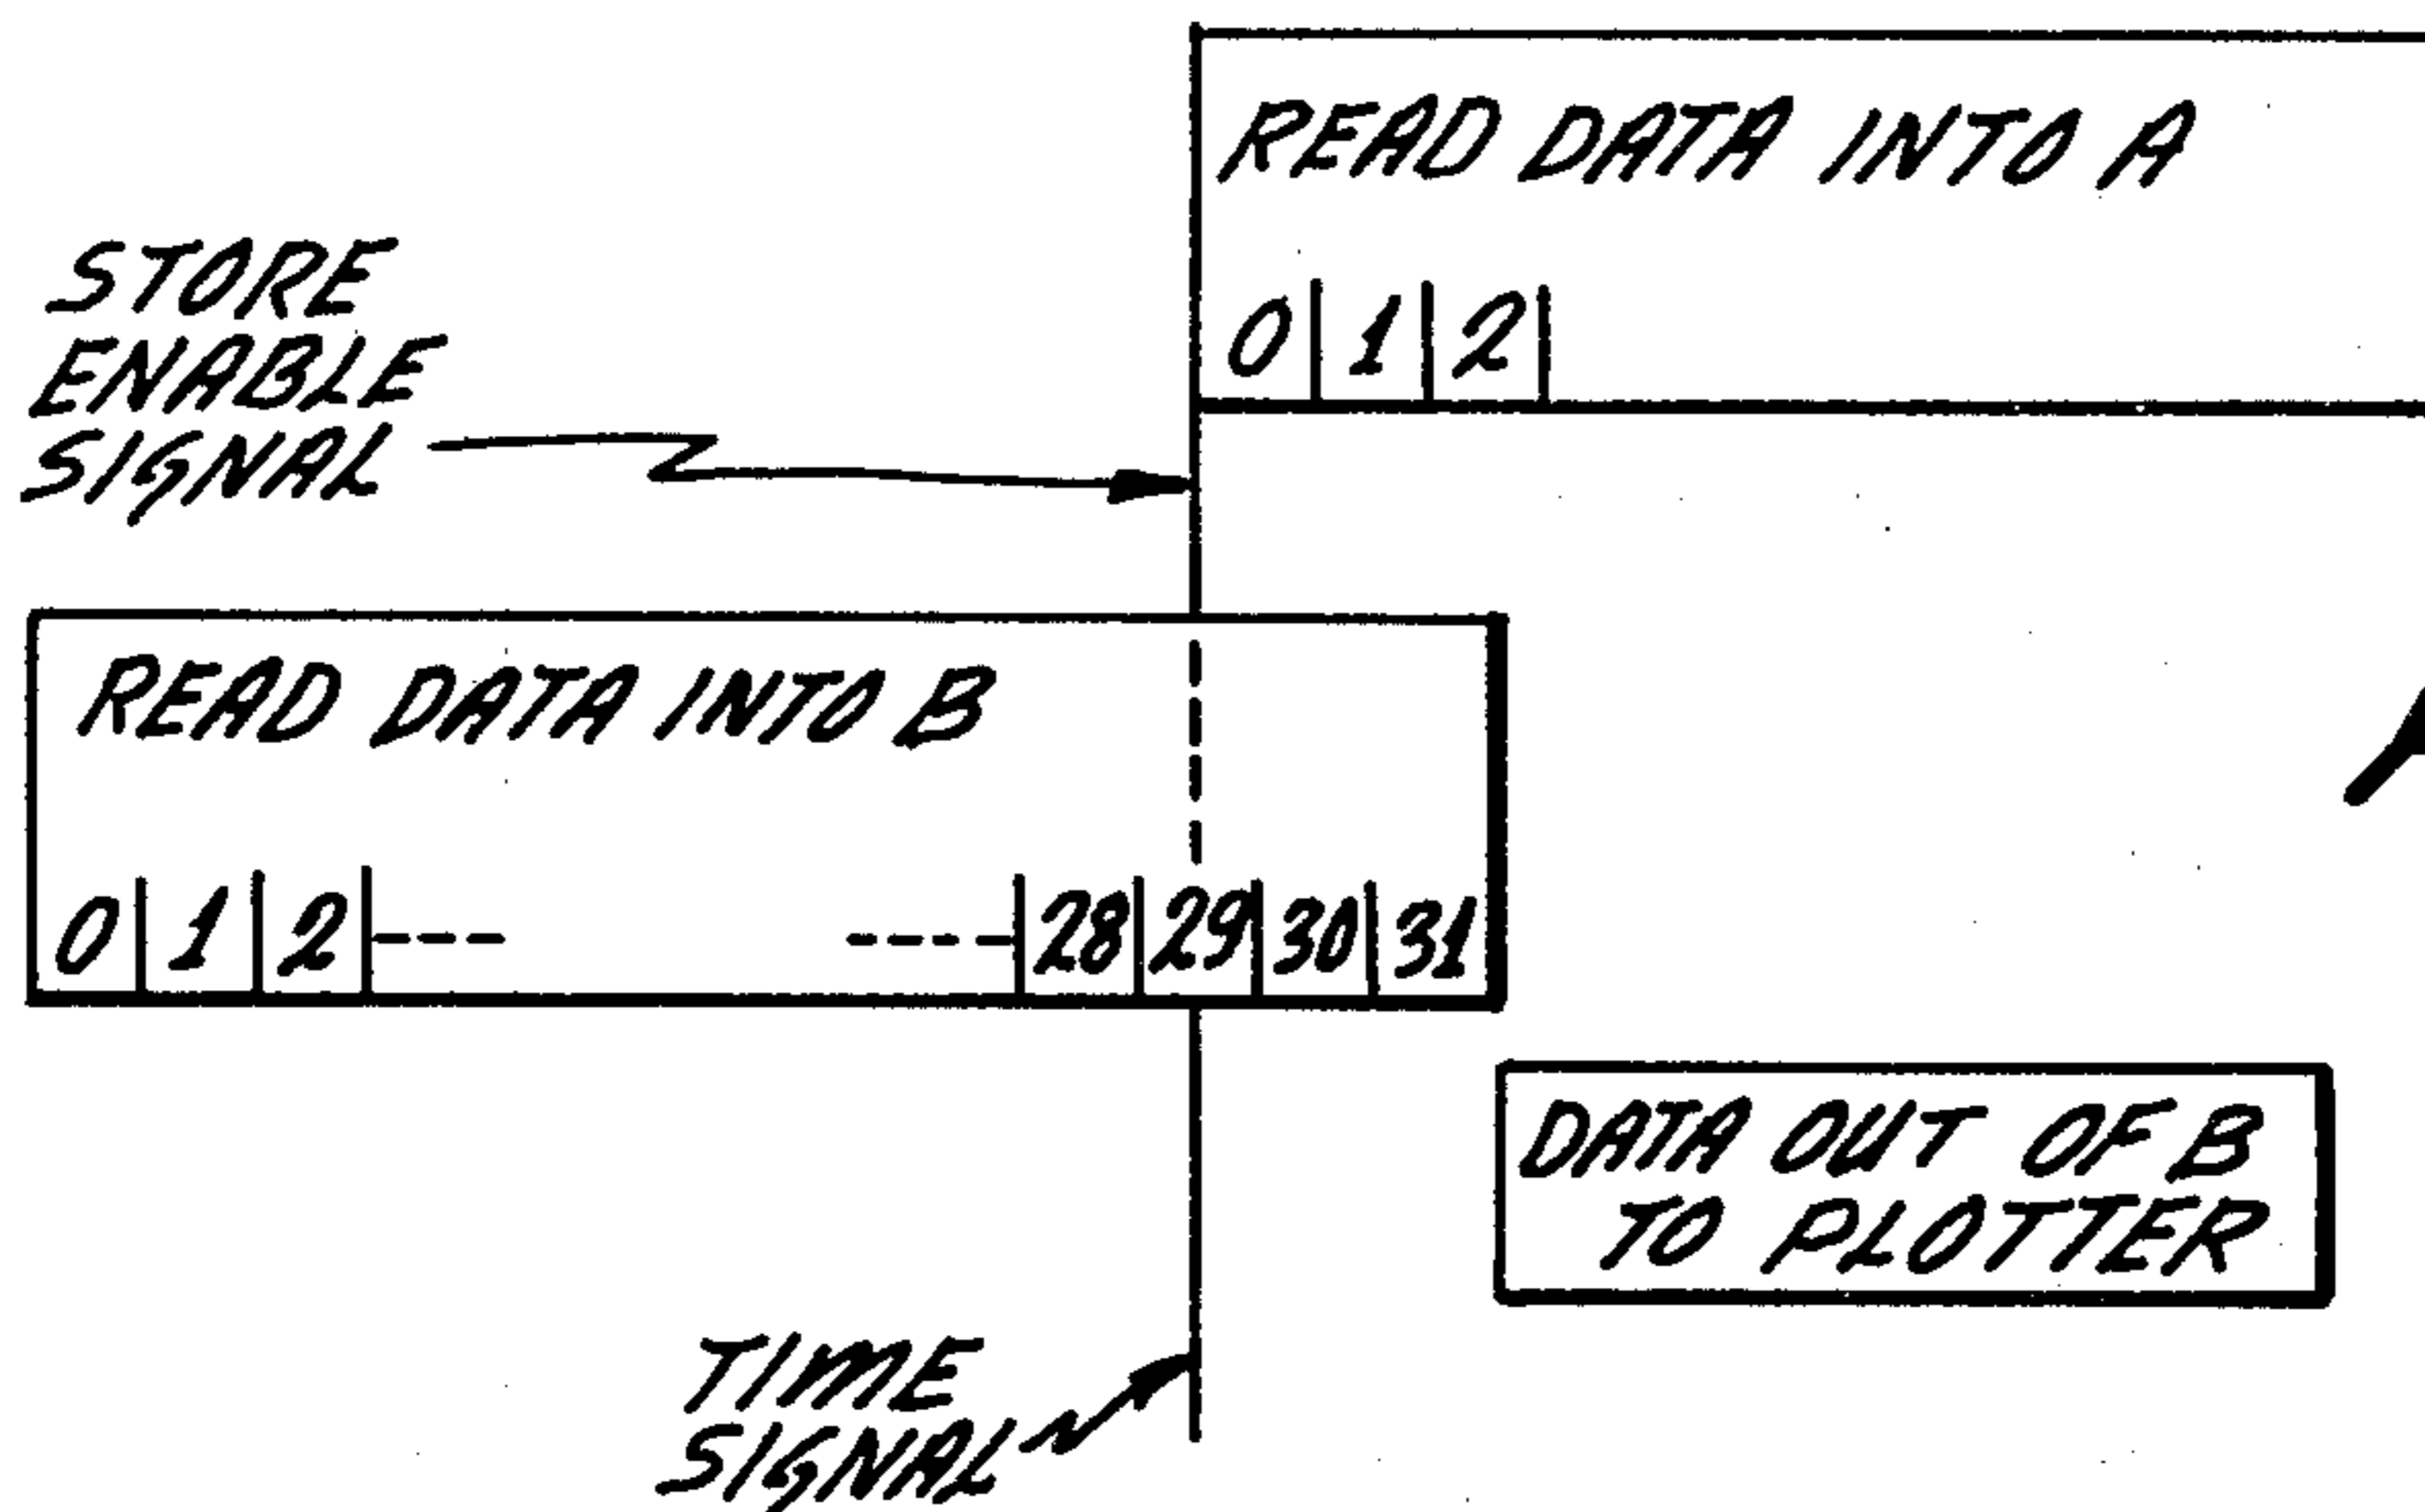 READ DATA INTO A
0 1 2
STORE
ENABLE
SIGNAL
READ DATA INTO B
0 1 2 --- ---- 28 29 30 31
DATA OUT OF B
TO PLOTTER
TIME
SIGNAL